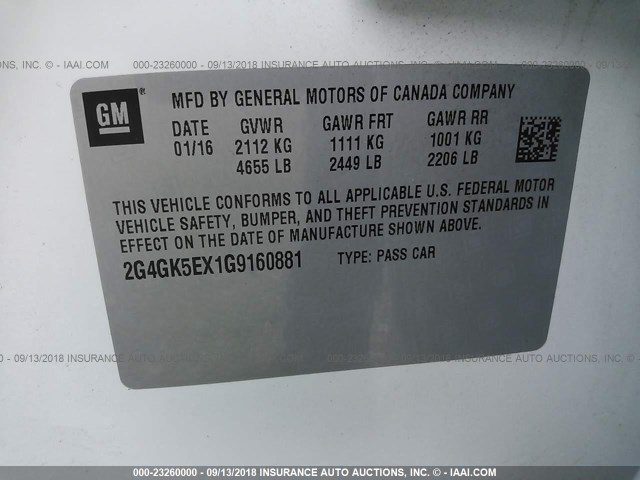 000-23260000 - 09/13/2018 INSURANCE AUTO AUCTIONS, INC. © - IAAI.COM
GM®
MFD BY GENERAL MOTORS OF CANADA COMPANY
DATE GVWR GAWR FRT GAWR RR
01/16 2112 KG 1111 KG 1001 KG
4655 LB 2449 LB 2206 LB
THIS VEHICLE CONFORMS TO ALL APPLICABLE U.S. FEDERAL MOTOR
VEHICLE SAFETY, BUMPER, AND THEFT PREVENTION STANDARDS IN
EFFECT ON THE DATE OF MANUFACTURE SHOWN ABOVE.
2G4GK5EX1G9160881 TYPE: PASS CAR
000-23260000 - 09/13/2018 INSURANCE AUTO AUCTIONS, INC. © - IAAI.COM